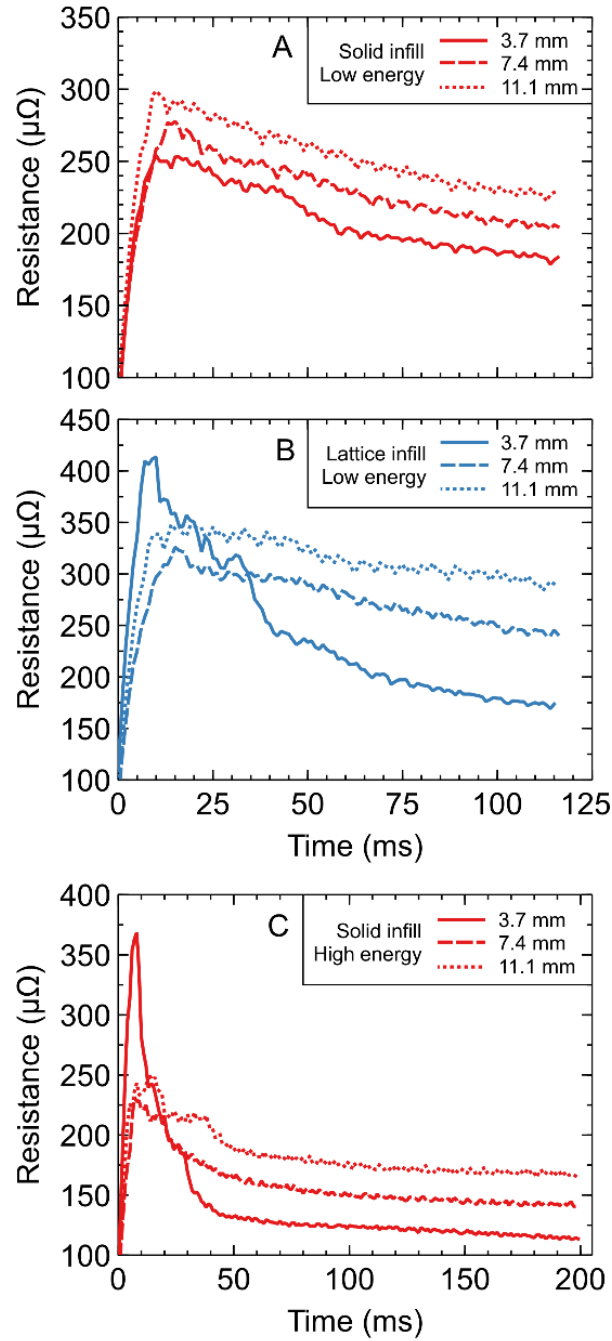 A
Solid infill
Low energy
3.7 mm
7.4 mm
11.1 mm
350
300
250
200
150
100
Resistance (µΩ)
B
Lattice infill
Low energy
3.7 mm
7.4 mm
11.1 mm
450
400
350
300
250
200
150
100
Resistance (µΩ)
0 25 50 75 100 125
Time (ms)
C
Solid infill
High energy
3.7 mm
7.4 mm
11.1 mm
400
350
300
250
200
150
100
Resistance (µΩ)
0 50 100 150 200
Time (ms)